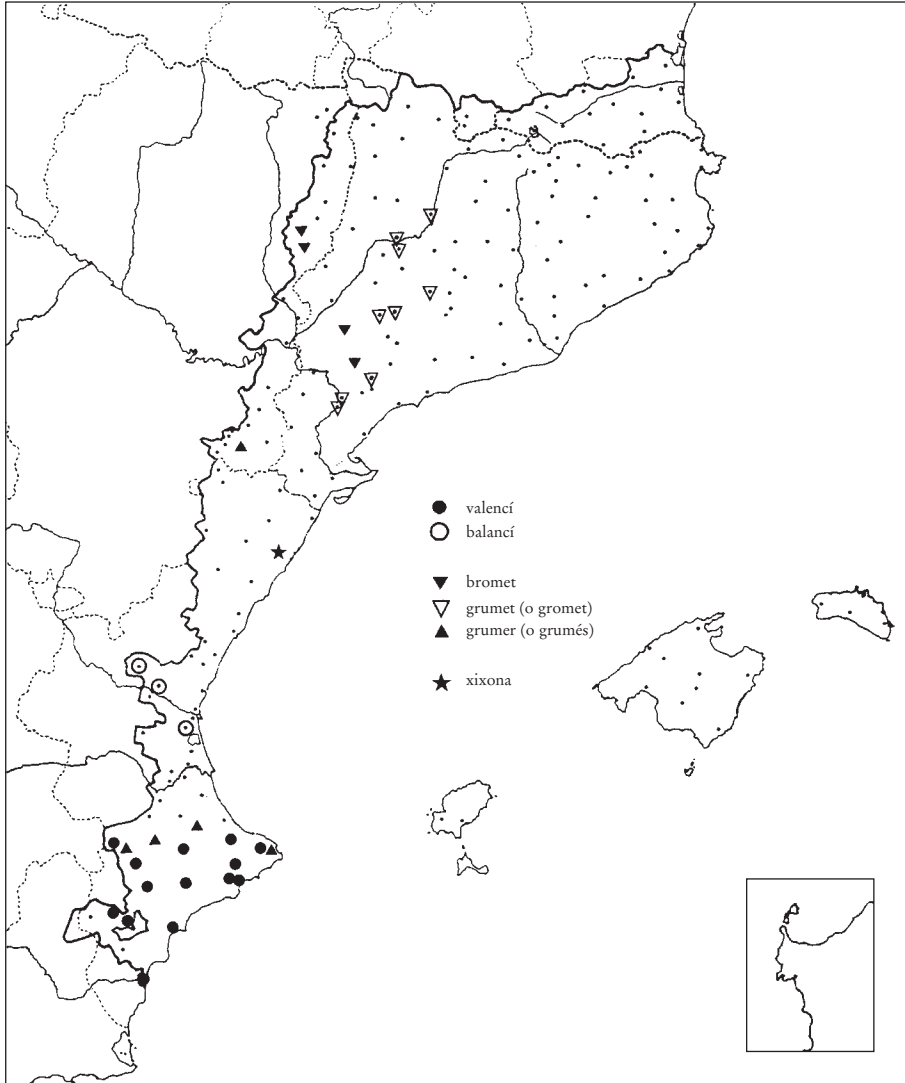 valencí
balancí
bromet
grumet (o gromet)
grumer (o grumés)
xixona